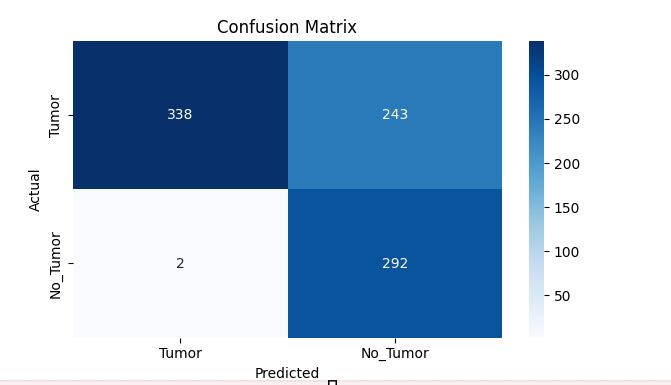 Confusion Matrix
Tumor
338
243
300
250
200
Actual
150
No_Tumor
2
292
100
50
Tumor
No_Tumor
Predicted